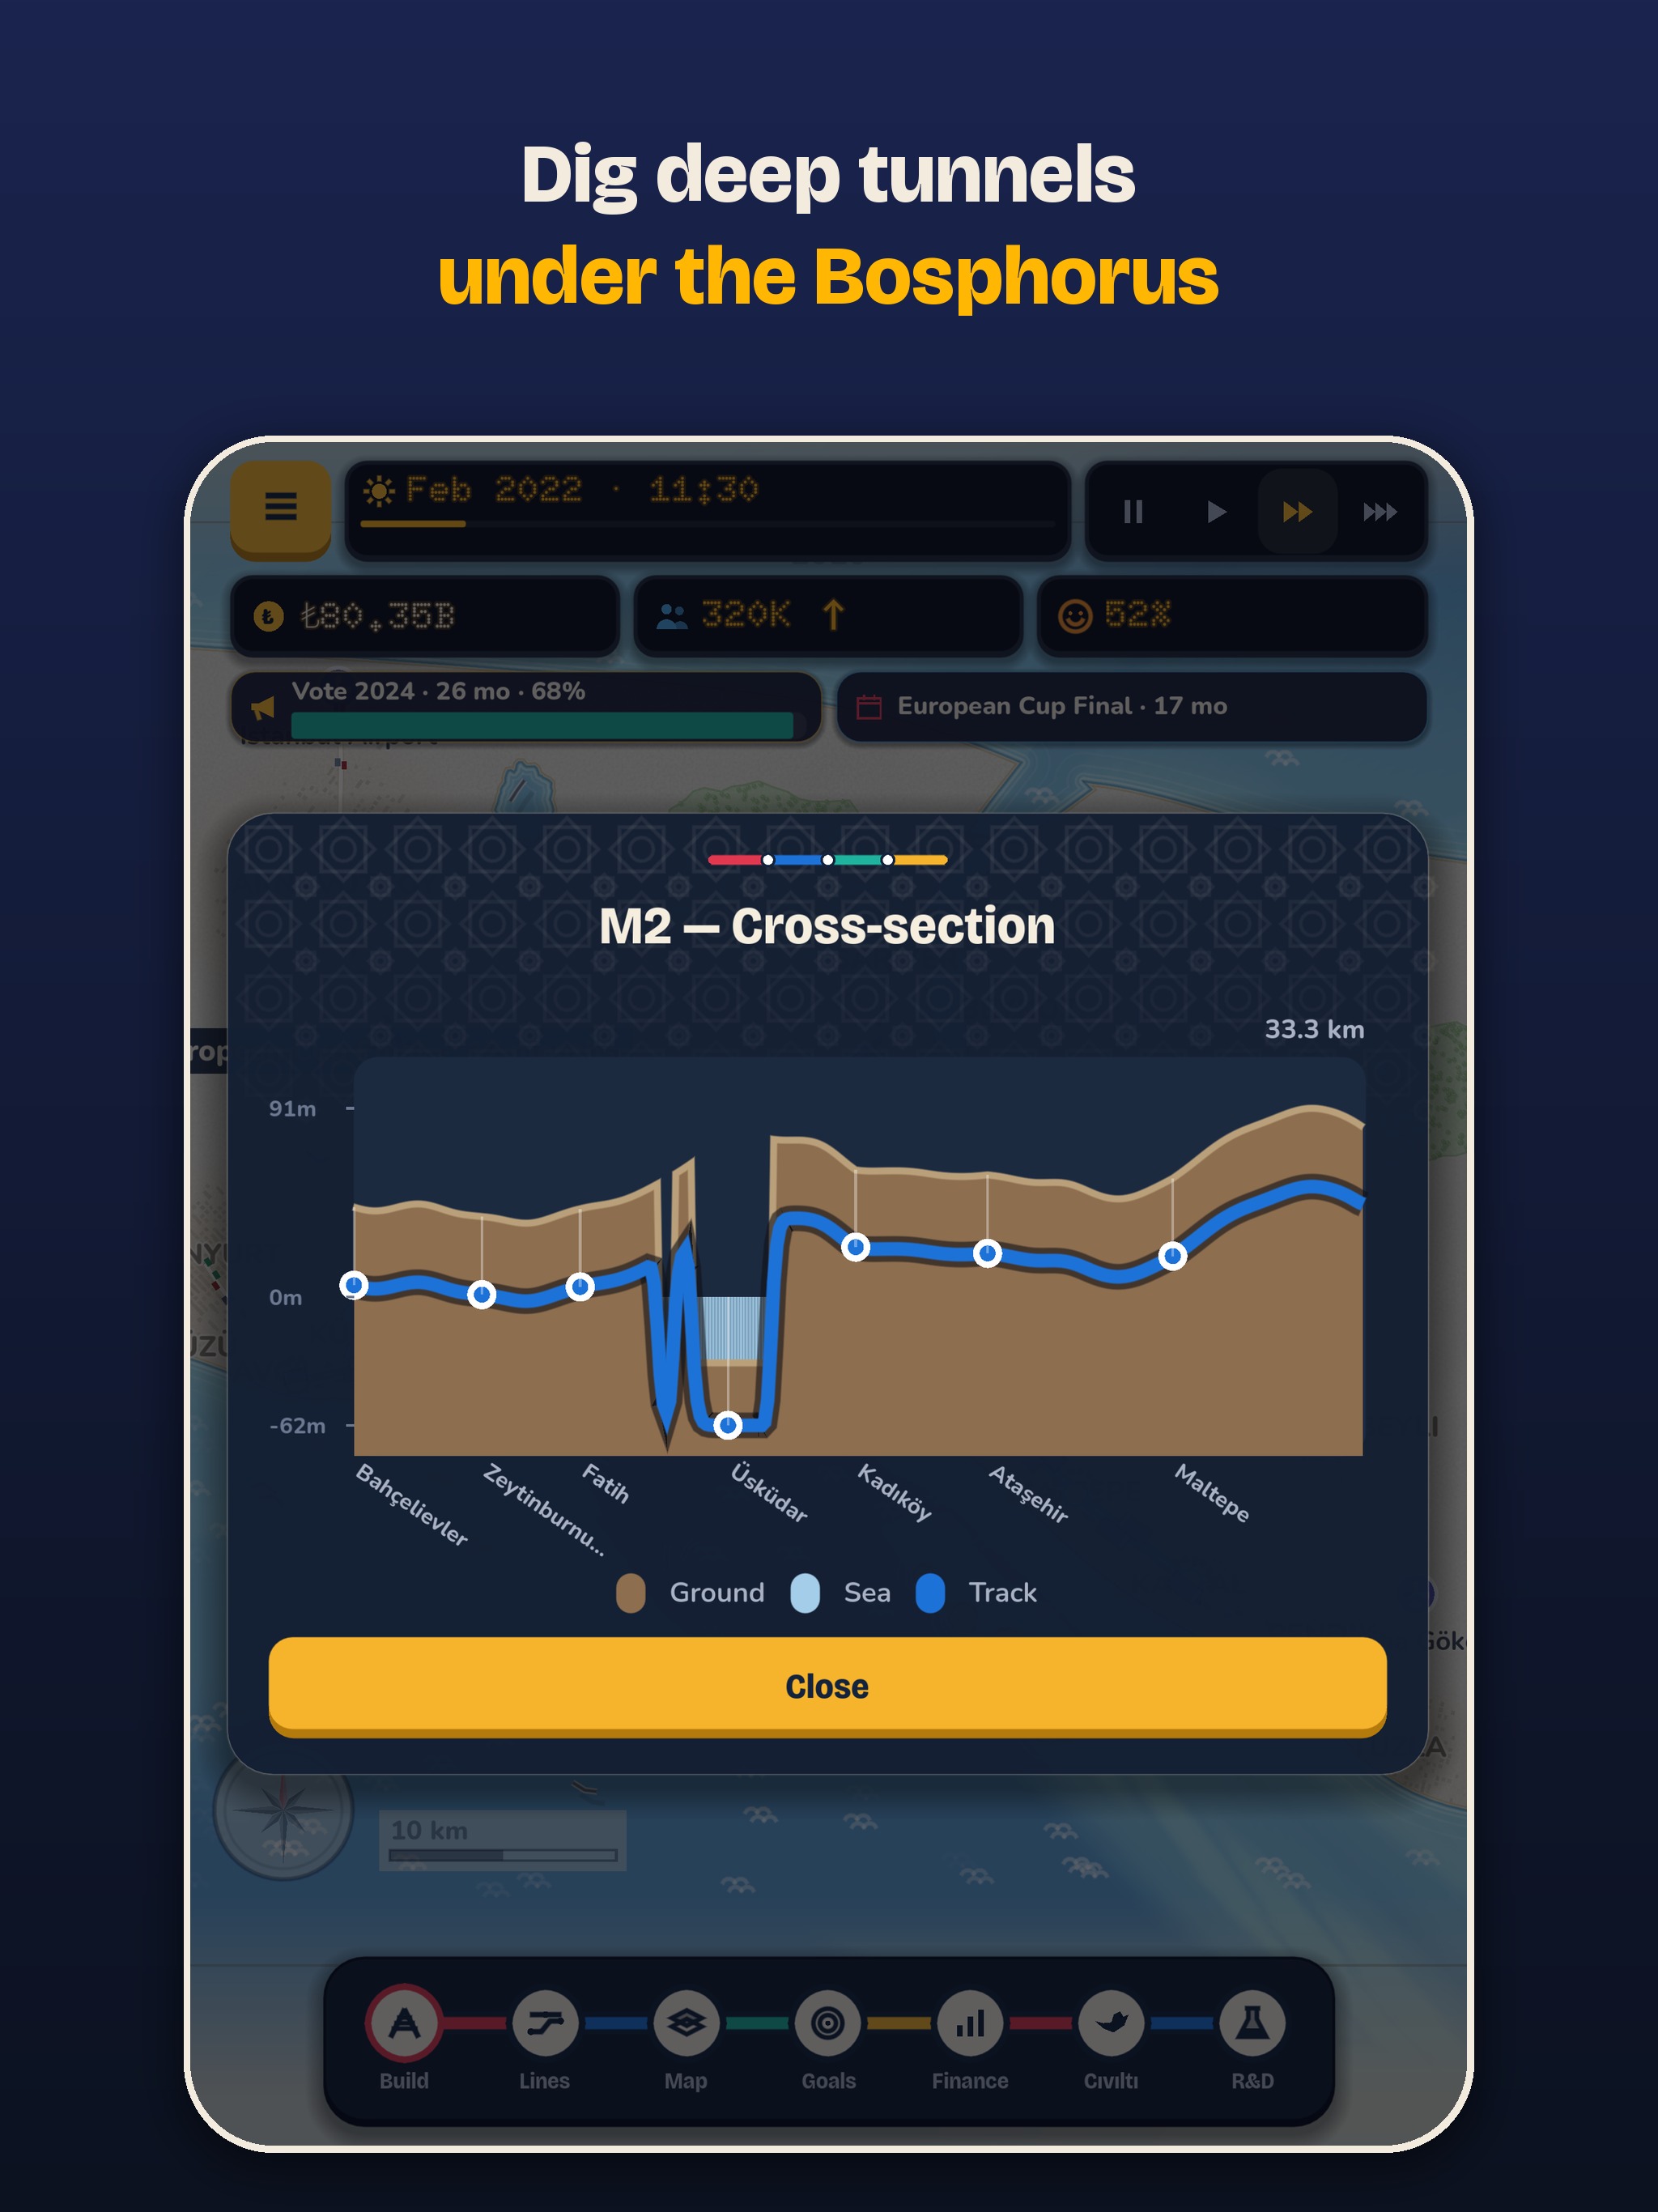 Dig deep tunnels
under the Bosphorus
Feb 2022 · 11:30
₺80.35B
320K ↑
52%
Vote 2024 · 26 mo · 68%
European Cup Final · 17 mo
Istanbul Airport
M2 — Cross-section
33.3 km
91m
0m
-62m
Bahçelievler
Zeytinburnu...
Fatih
Üsküdar
Kadıköy
Ataşehir
Maltepe
Ground
Sea
Track
Close
10 km
Build
Lines
Map
Goals
Finance
Cıvıltı
R&D